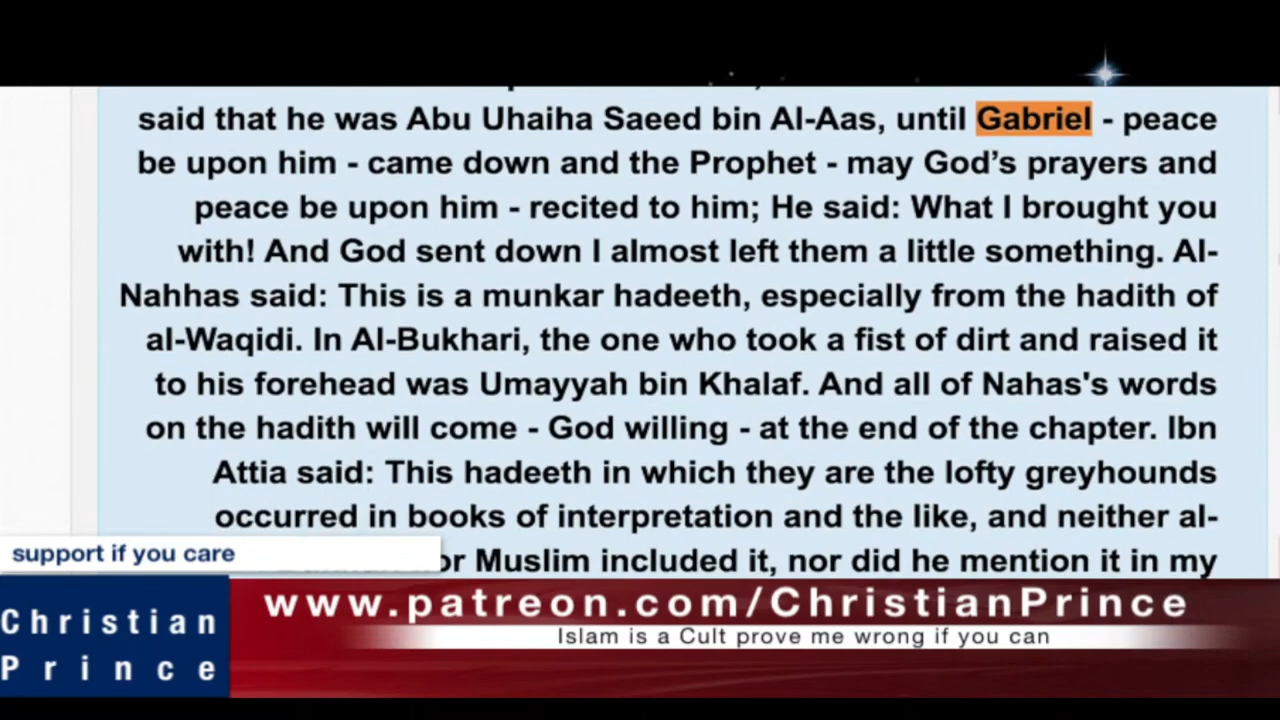 said that he was Abu Uhaiha Saeed bin Al-Aas, until Gabriel - peace
be upon him - came down and the Prophet - may God’s prayers and
peace be upon him - recited to him; He said: What I brought you
with! And God sent down I almost left them a little something. Al-
Nahhas said: This is a munkar hadeeth, especially from the hadith of
al-Waqidi. In Al-Bukhari, the one who took a fist of dirt and raised it
to his forehead was Umayyah bin Khalaf. And all of Nahas's words
on the hadith will come - God willing - at the end of the chapter. Ibn
Attia said: This hadeeth in which they are the lofty greyhounds
occurred in books of interpretation and the like, and neither al-
or Muslim included it, nor did he mention it in my
support if you care
Christian
Prince
www.patreon.com/ChristianPrince
Islam is a Cult prove me wrong if you can